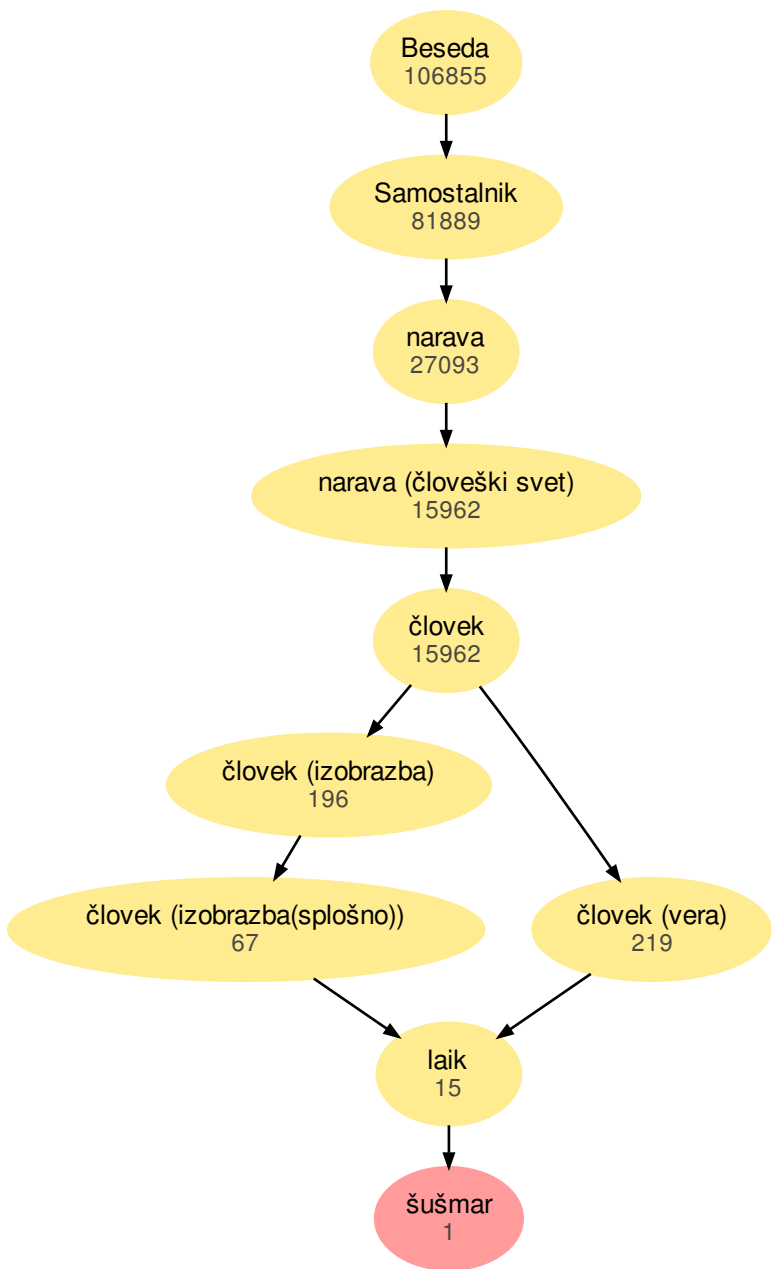 Beseda
106855
Samostalnik
81889
narava
27093
narava (človeški svet)
15962
človek
15962
človek (izobrazba)
196
človek (izobrazba(splošno))
67
človek (vera)
219
laik
15
šušmar
1